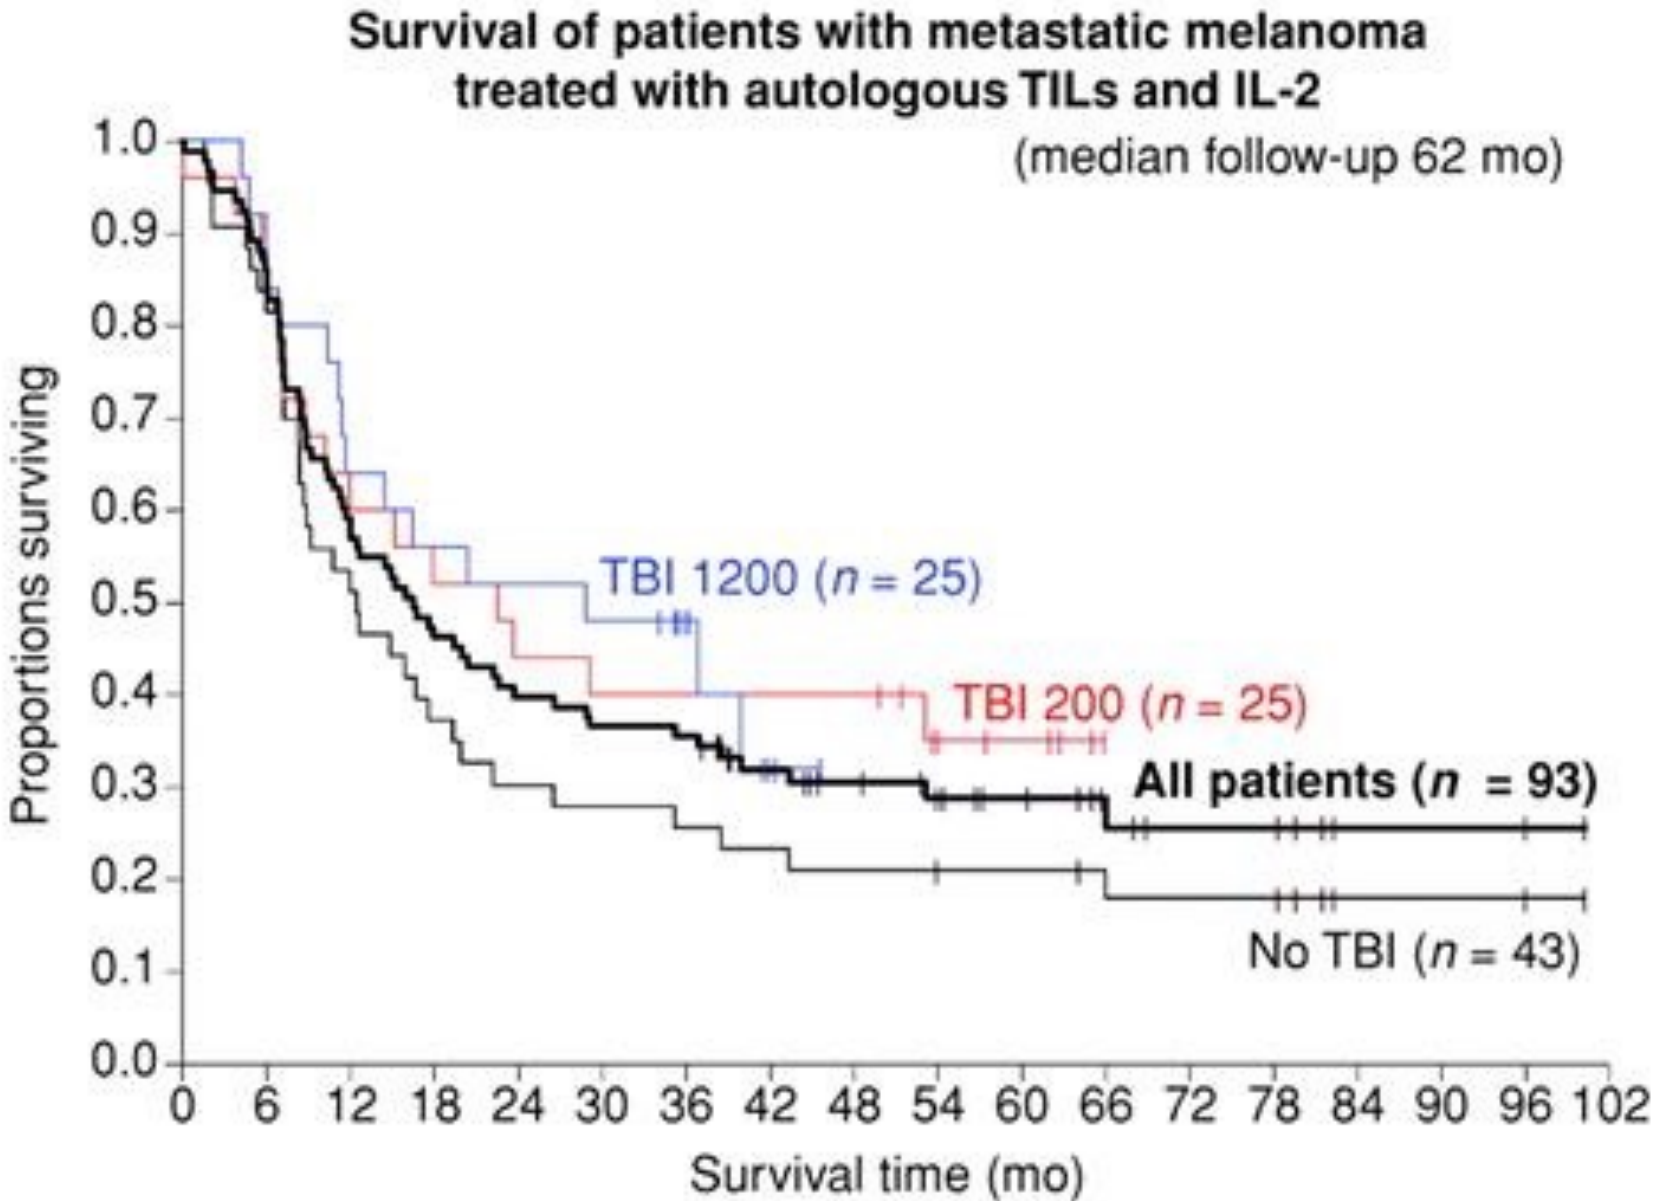 Survival of patients with metastatic melanoma
treated with autologous TILs and IL-2
(median follow-up 62 mo)
Proportions surviving
1.0
0.9
0.8
0.7
0.6
0.5
0.4
0.3
0.2
0.1
0.0
TBI 1200 (n = 25)
TBI 200 (n = 25)
All patients (n = 93)
No TBI (n = 43)
0 6 12 18 24 30 36 42 48 54 60 66 72 78 84 90 96 102
Survival time (mo)